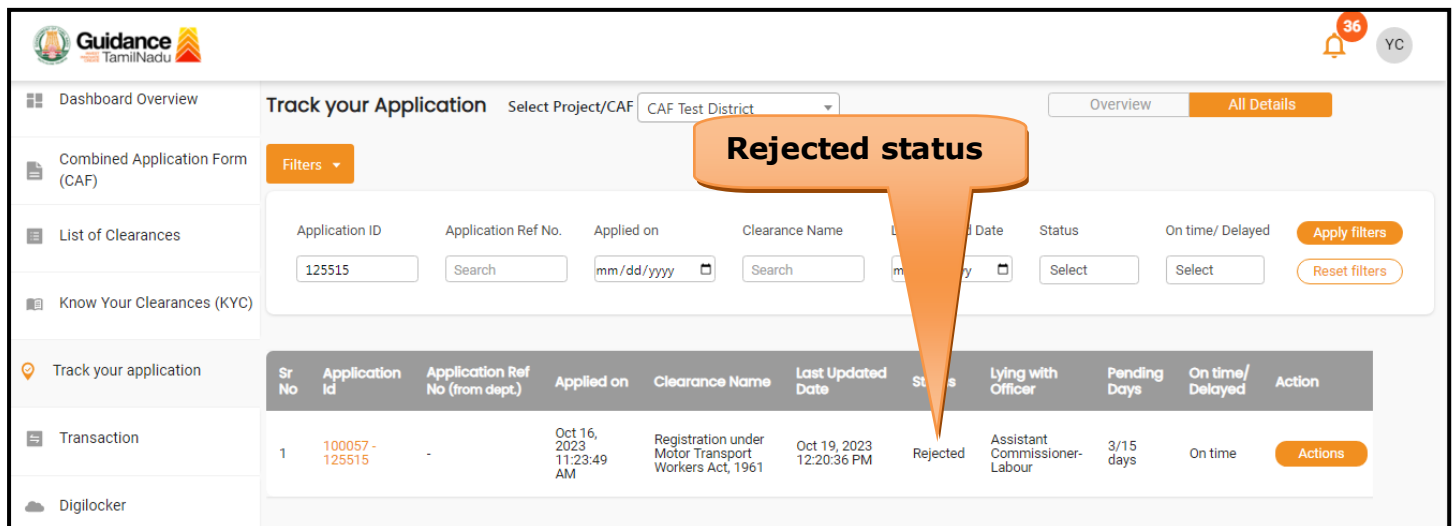 Guidance
TamilNadu
36
YC
Dashboard Overview
Combined Application Form
(CAF)
List of Clearances
Know Your Clearances (KYC)
Track your application
Transaction
Digilocker
Track your Application Select Project/CAF CAF Test District
Overview All Details
Rejected status
Filters
Application ID Application Ref No. Applied on Clearance Name Date Status On time/ Delayed Apply filters
125515 Search mm/dd/yyyy Search Select Select Reset filters
Sr Application Application Ref Last Updated Lying with Pending On time/
No Id No (from dept.) Applied on Clearance Name Date Officer Days Delayed Action
1
100057 -
125515
-
Oct 16,
2023
11:23:49
AM
Registration under
Motor Transport
Workers Act, 1961
Oct 19, 2023
12:20:36 PM
Rejected
Assistant
Commissioner-
Labour
3/15
days
On time
Actions